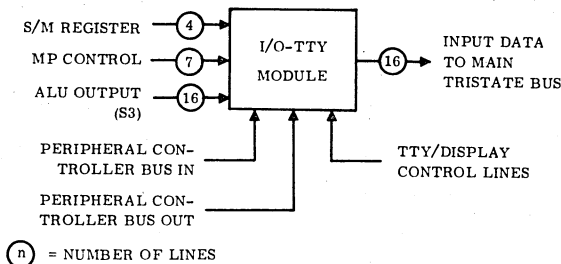 S/M REGISTER
4
MP CONTROL
7
ALU OUTPUT
(S3)
16
I/O-TTY
MODULE
16
INPUT DATA
TO MAIN
TRISTATE BUS
PERIPHERAL CON-
TROLLER BUS IN
PERIPHERAL CON-
TROLLER BUS OUT
TTY/DISPLAY
CONTROL LINES
n = NUMBER OF LINES